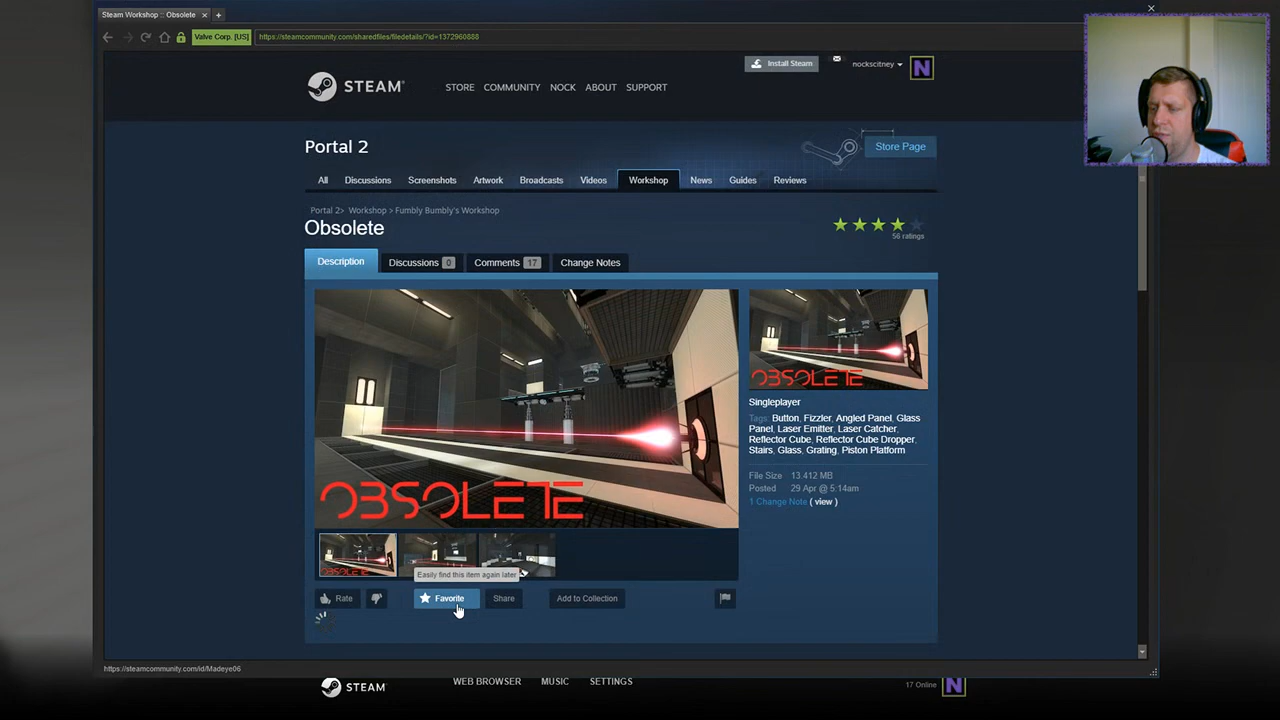 Steam Workshop :: Obsolete
Valve Corp. [US]
https://steamcommunity.com/sharedfiles/filedetails/?id=1372960888
Install Steam
nockscitney
N
STEAM®
STORE COMMUNITY NOCK ABOUT SUPPORT
Portal 2
Store Page
All Discussions Screenshots Artwork Broadcasts Videos Workshop News Guides Reviews
Portal 2> Workshop > Fumbly Bumbly's Workshop
Obsolete
56 ratings
Description Discussions 0 Comments 17 Change Notes
OBSOLETE
OBSOLETE
Singleplayer
Tags: Button, Fizzler, Angled Panel, Glass
Panel, Laser Emitter, Laser Catcher,
Reflector Cube, Reflector Cube Dropper,
Stairs, Glass, Grating, Piston Platform
File Size 13.412 MB
Posted 29 Apr @ 5:14am
1 Change Note ( view )
OBSOLETE
Easily find this item again later
Rate Favorite Share Add to Collection
https://steamcommunity.com/id/Madeye06
STEAM
WEB BROWSER MUSIC SETTINGS
17 Online
N